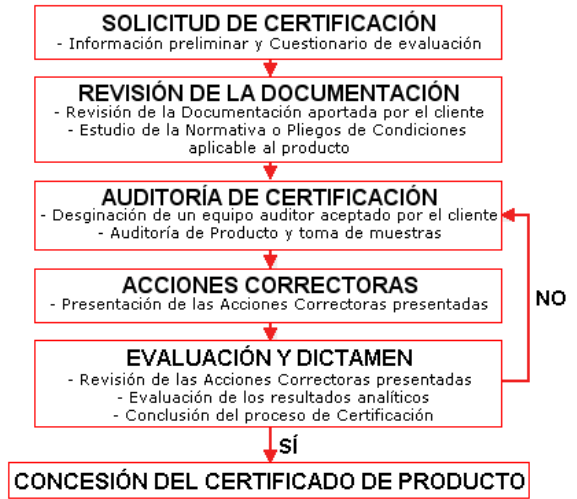 SOLICITUD DE CERTIFICACIÓN
- Información preliminar y Cuestionario de evaluación
REVISIÓN DE LA DOCUMENTACIÓN
- Revisión de la Documentación aportada por el cliente
- Estudio de la Normativa o Pliegos de Condiciones
aplicable al producto
AUDITORÍA DE CERTIFICACIÓN
- Desginación de un equipo auditor aceptado por el cliente
- Auditoría de Producto y toma de muestras
ACCIONES CORRECTORAS
- Presentación de las Acciones Correctoras presentadas
NO
EVALUACIÓN Y DICTAMEN
- Revisión de las Acciones Correctoras presentadas
- Evaluación de los resultados analíticos
- Conclusión del proceso de Certificación
SÍ
CONCESIÓN DEL CERTIFICADO DE PRODUCTO